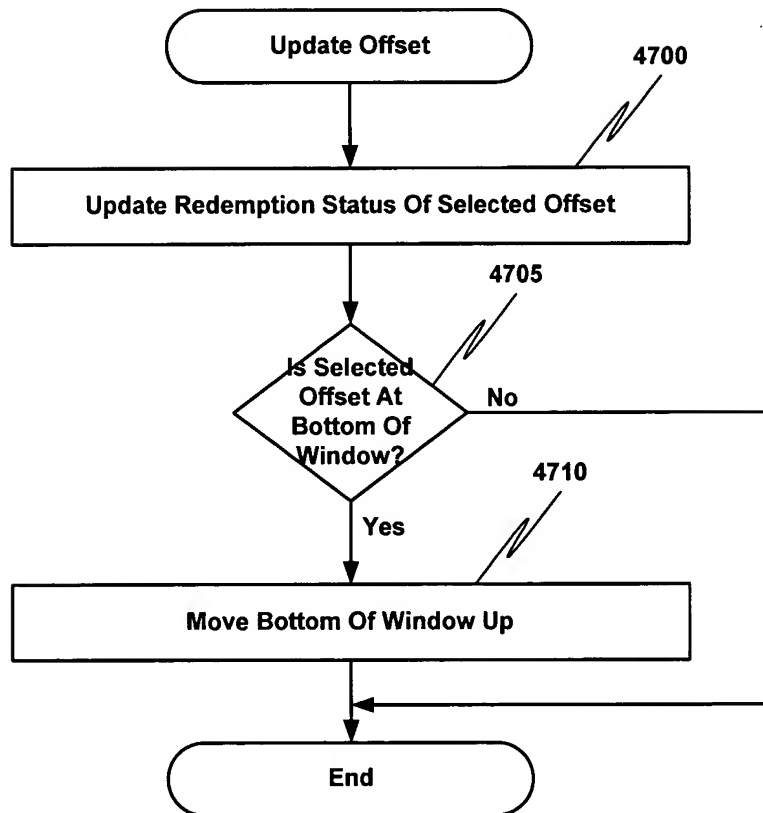 Update Offset
4700
Update Redemption Status Of Selected Offset
4705
Is Selected
Offset At
Bottom Of
Window?
No
4710
Yes
Move Bottom Of Window Up
End